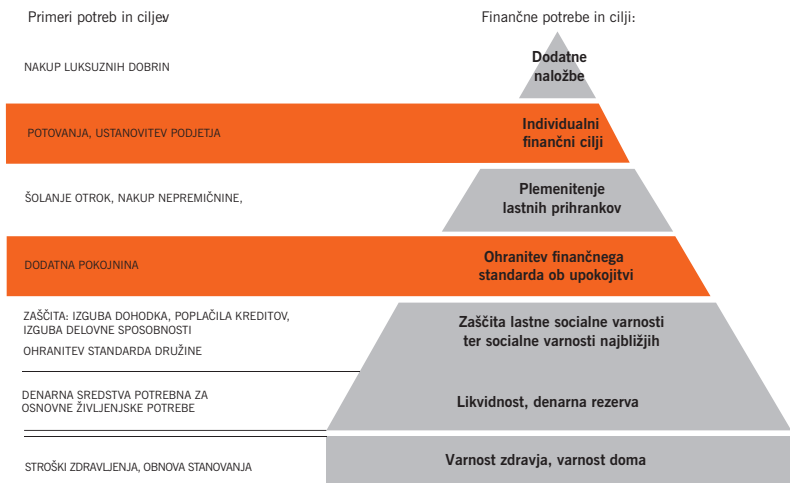 Primeri potreb in ciljev:
Finančne potrebe in cilji:
NAKUP LUKSUZNIH DOBRIN
Dodatne
naložbe
POTOVANJA, USTANOVITEV PODJETJA
Individualni
finančni cilji
ŠOLANJE OTROK, NAKUP NEPREMIČNINE,
Plemenitenje
lastnih prihrankov
DODATNA POKOJNINA
Ohranitev finančnega
standarda ob upokojitvi
ZAŠČITA: IZGUBA DOHODKA, POPLAČILA KREDITOV,
IZGUBA DELOVNE SPOSOBNOSTI
OHRANITEV STANDARDA DRUŽINE
Zaščita lastne socialne varnosti
ter socialne varnosti najbližjih
DENARNA SREDSTVA POTREBNA ZA
OSNOVNE ŽIVLJENJSKE POTREBE
Likvidnost, denarna rezerva
STROŠKI ZDRAVLJENJA, OBNOVA STANOVANJA
Varnost zdravja, varnost doma